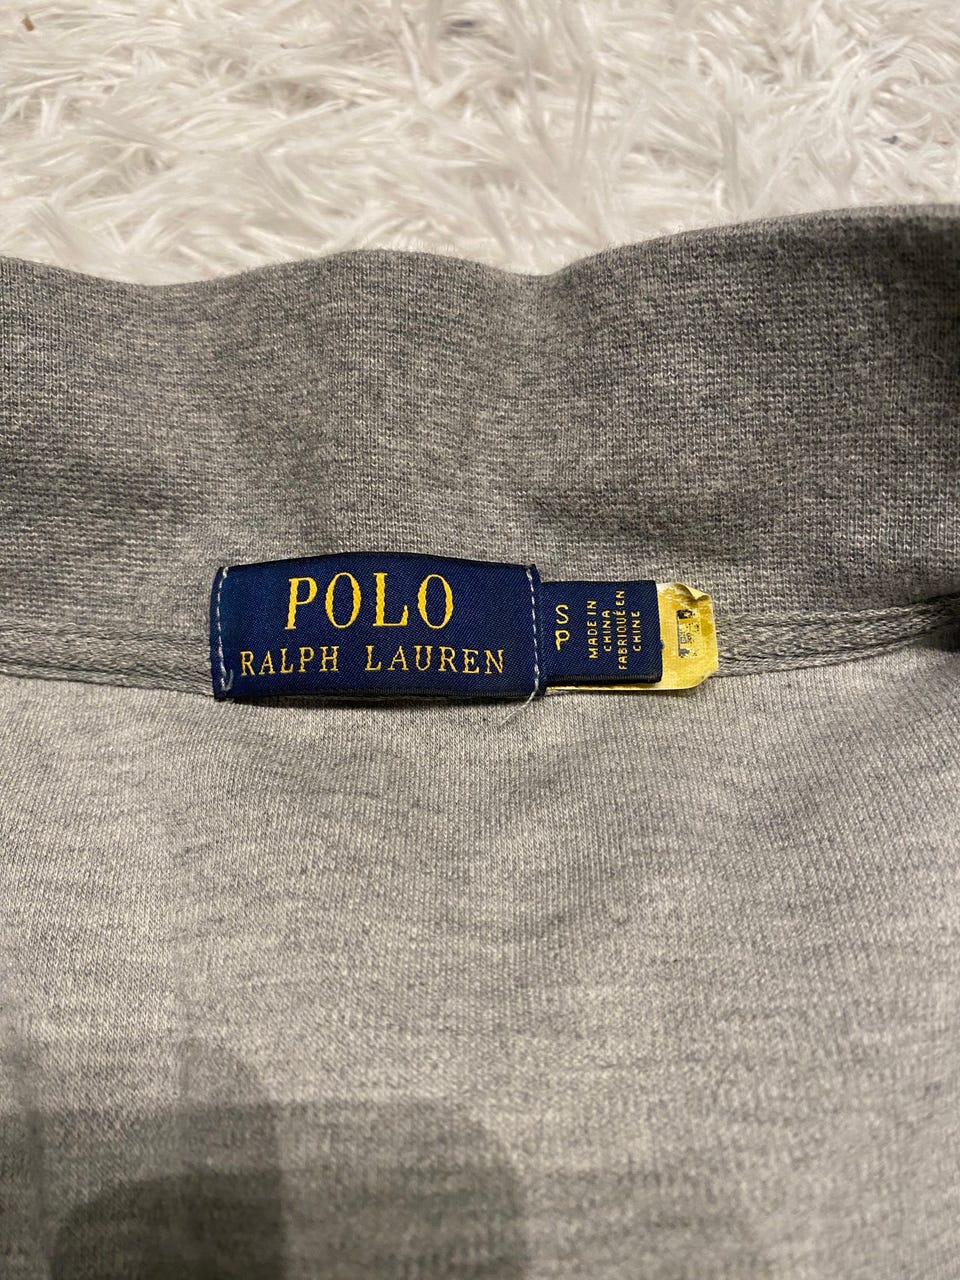 POLO
RALPH LAUREN
S
P
MADE IN
CHINA
FABRIQUÉ EN
CHINE